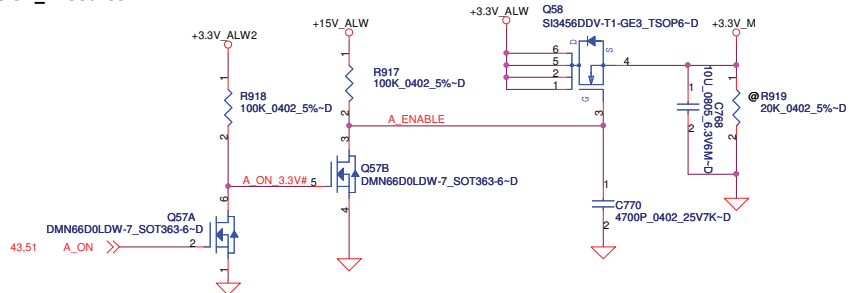 Q58
SI3456DDV-T1-GE3_TSOP6~D
+3.3V_ALW
+15V_ALW
+3.3V_M
+3.3V_ALW2
D
S
6
5
2
1
4
G
3
1
R917
100K_0402_5%~D
2
1
R918
100K_0402_5%~D
2
1
2
10U_0805_6.3V6M~D
C768
1
@
R919
20K_0402_5%~D
2
A_ENABLE
3
Q57B
DMN66D0LDW-7_SOT363-6~D
A_ON_3.3V#
5
4
6
Q57A
DMN66D0LDW-7_SOT363-6~D
2
1
43,51
A_ON
1
C770
4700P_0402_25V7K~D
2